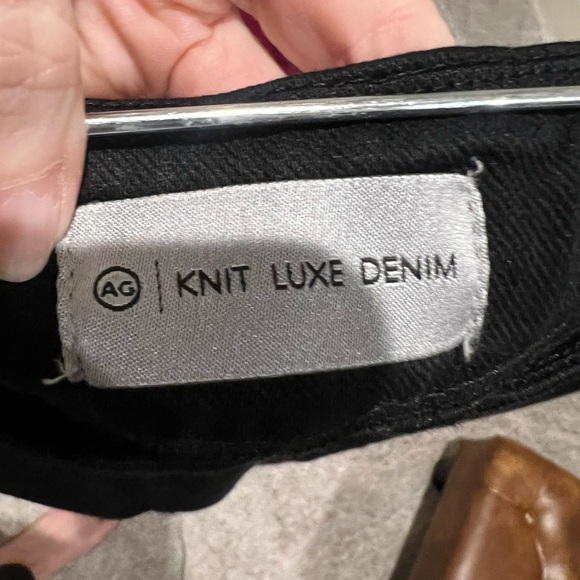 AG | KNIT LUXE DENIM